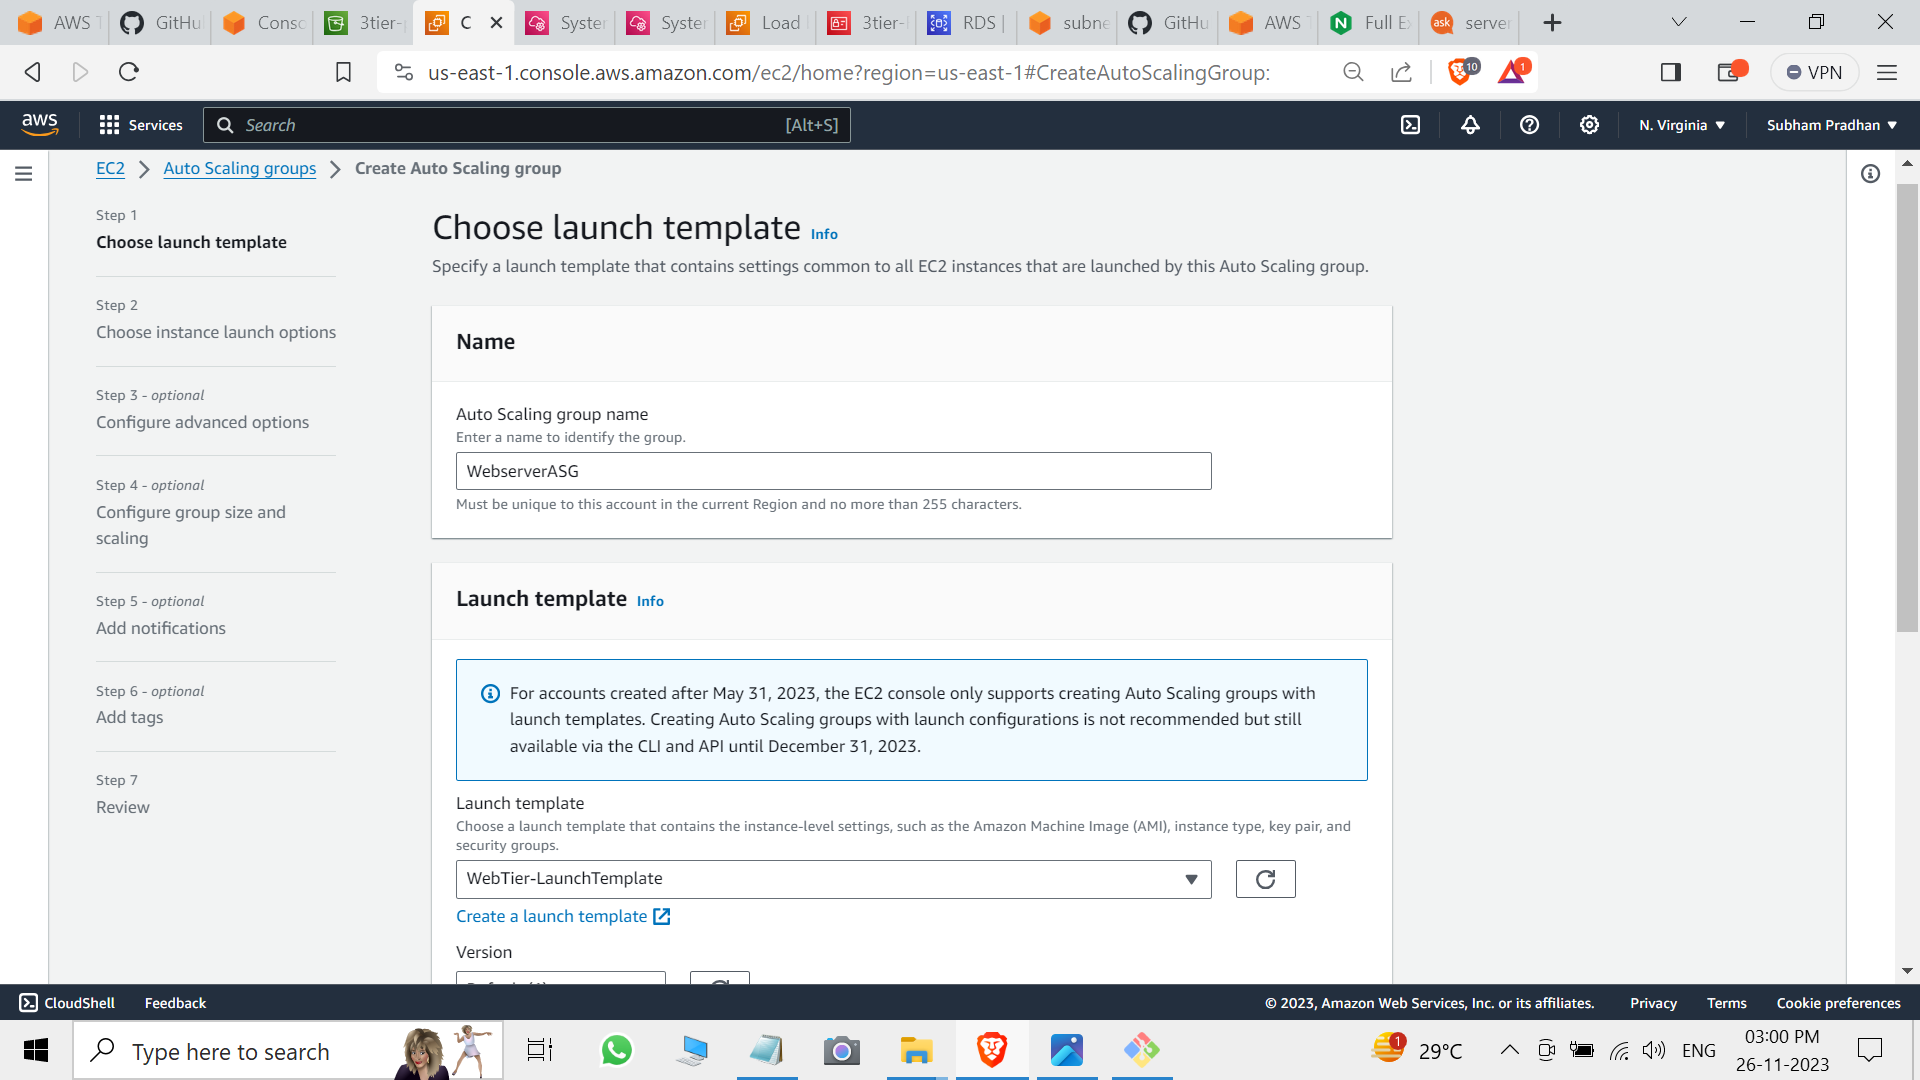 AWS T
GitHu
Conso
3tier-
C
Syster
Syster
Load
3tier-
RDS |
subne
GitHu
AWS T
Full Ex
ask
server
us-east-1.console.aws.amazon.com/ec2/home?region=us-east-1#CreateAutoScalingGroup:
10
1
VPN
aws
Services
Search
[Alt+S]
N. Virginia
Subham Pradhan
EC2
Auto Scaling groups
Create Auto Scaling group
Step 1
Choose launch template
Step 2
Choose instance launch options
Step 3 - optional
Configure advanced options
Step 4 - optional
Configure group size and
scaling
Step 5 - optional
Add notifications
Step 6 - optional
Add tags
Step 7
Review
Choose launch template Info
Specify a launch template that contains settings common to all EC2 instances that are launched by this Auto Scaling group.
Name
Auto Scaling group name
Enter a name to identify the group.
WebserverASG
Must be unique to this account in the current Region and no more than 255 characters.
Launch template Info
For accounts created after May 31, 2023, the EC2 console only supports creating Auto Scaling groups with
launch templates. Creating Auto Scaling groups with launch configurations is not recommended but still
available via the CLI and API until December 31, 2023.
Launch template
Choose a launch template that contains the instance-level settings, such as the Amazon Machine Image (AMI), instance type, key pair, and
security groups.
WebTier-LaunchTemplate
Create a launch template
Version
CloudShell
Feedback
© 2023, Amazon Web Services, Inc. or its affiliates.
Privacy
Terms
Cookie preferences
Type here to search
1
29°C
ENG
03:00 PM
26-11-2023